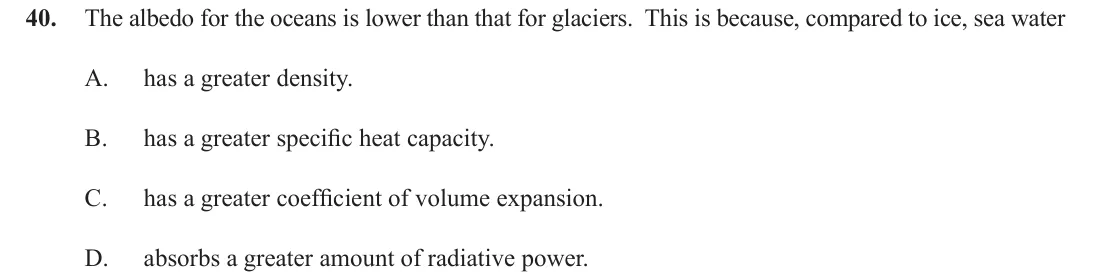 40. The albedo for the oceans is lower than that for glaciers. This is because, compared to ice, sea water
A. has a greater density.
B. has a greater specific heat capacity.
C. has a greater coefficient of volume expansion.
D. absorbs a greater amount of radiative power.